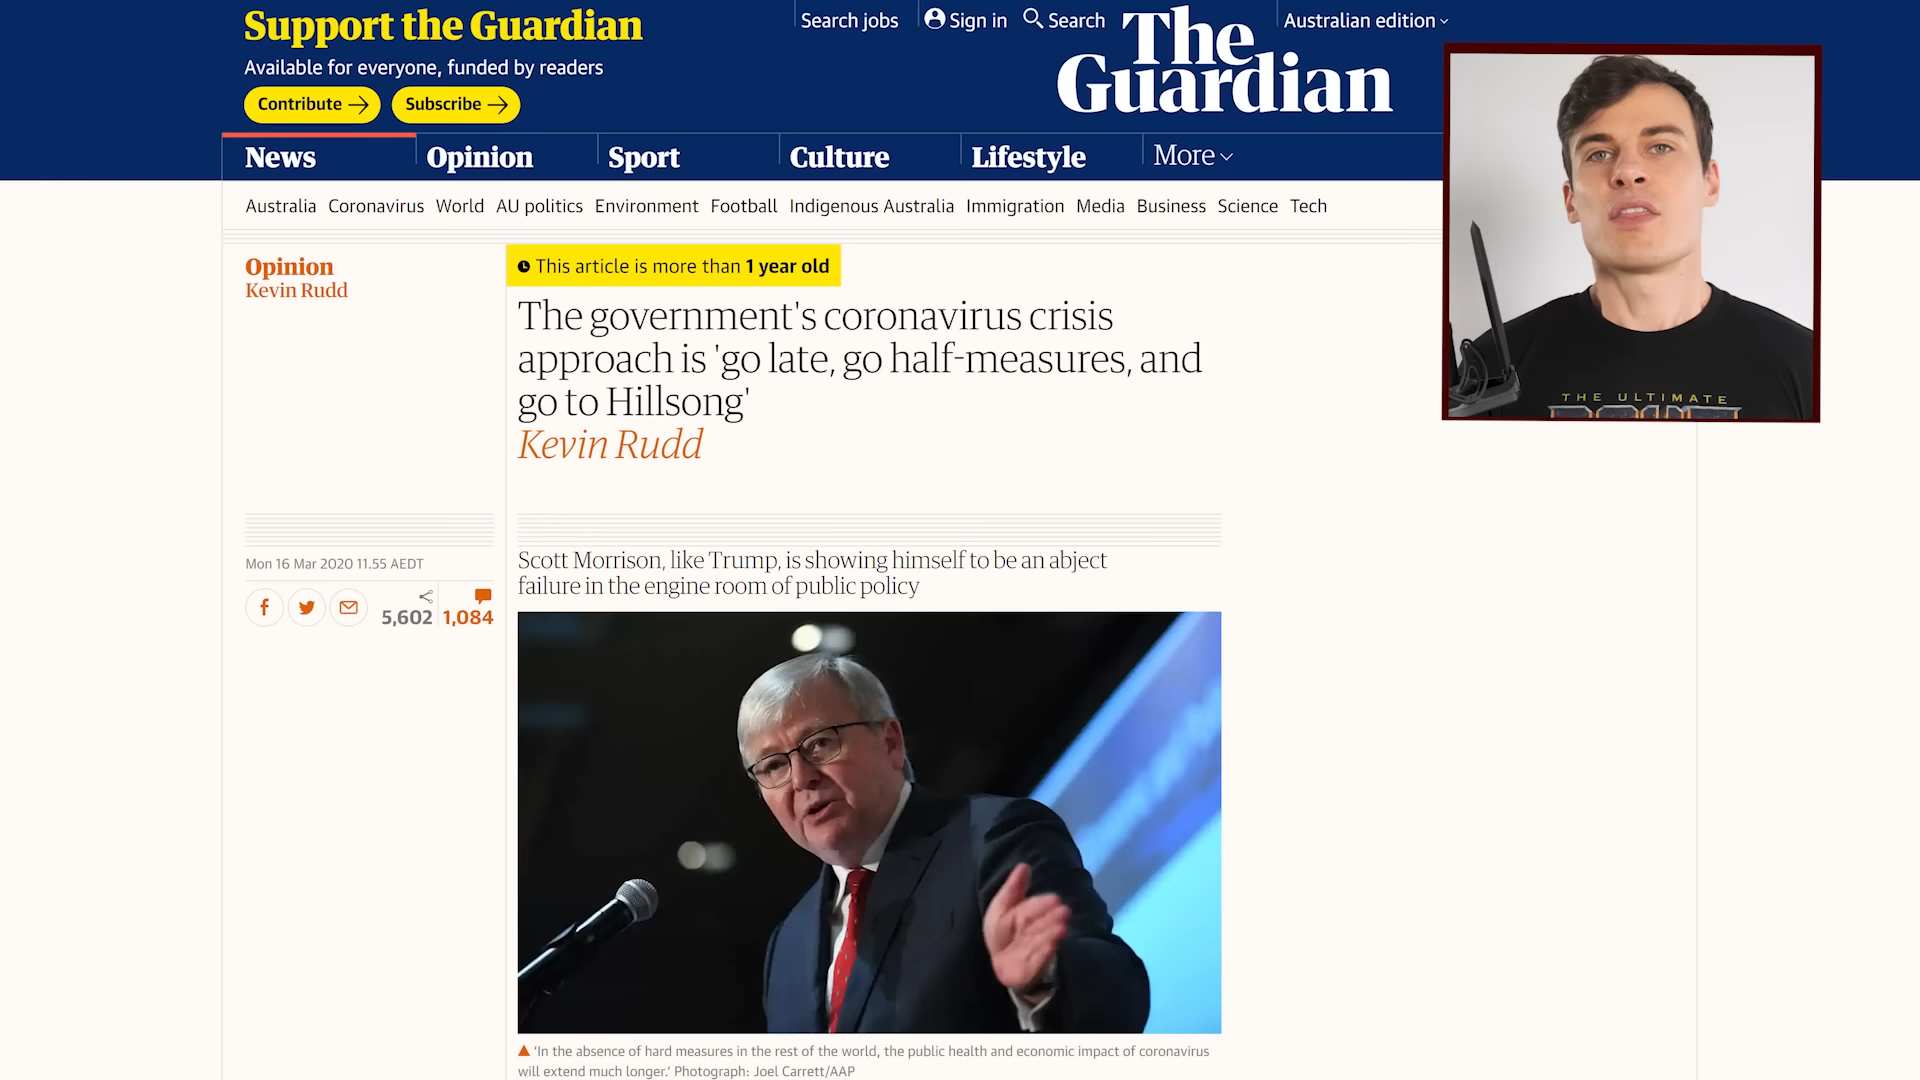 Support the Guardian
Available for everyone, funded by readers
Contribute
Subscribe
Search jobs
Sign in
Search
The
Guardian
Australian edition
News
Opinion
Sport
Culture
Lifestyle
More
Australia Coronavirus World AU politics Environment Football Indigenous Australia Immigration Media Business Science Tech
Opinion
Kevin Rudd
This article is more than 1 year old
The government's coronavirus crisis
approach is 'go late, go half-measures, and
go to Hillsong'
Kevin Rudd
Mon 16 Mar 2020 11.55 AEDT
5,602
1,084
Scott Morrison, like Trump, is showing himself to be an abject
failure in the engine room of public policy
'In the absence of hard measures in the rest of the world, the public health and economic impact of coronavirus
will extend much longer.' Photograph: Joel Carrett/AAP
THE ULTIMATE